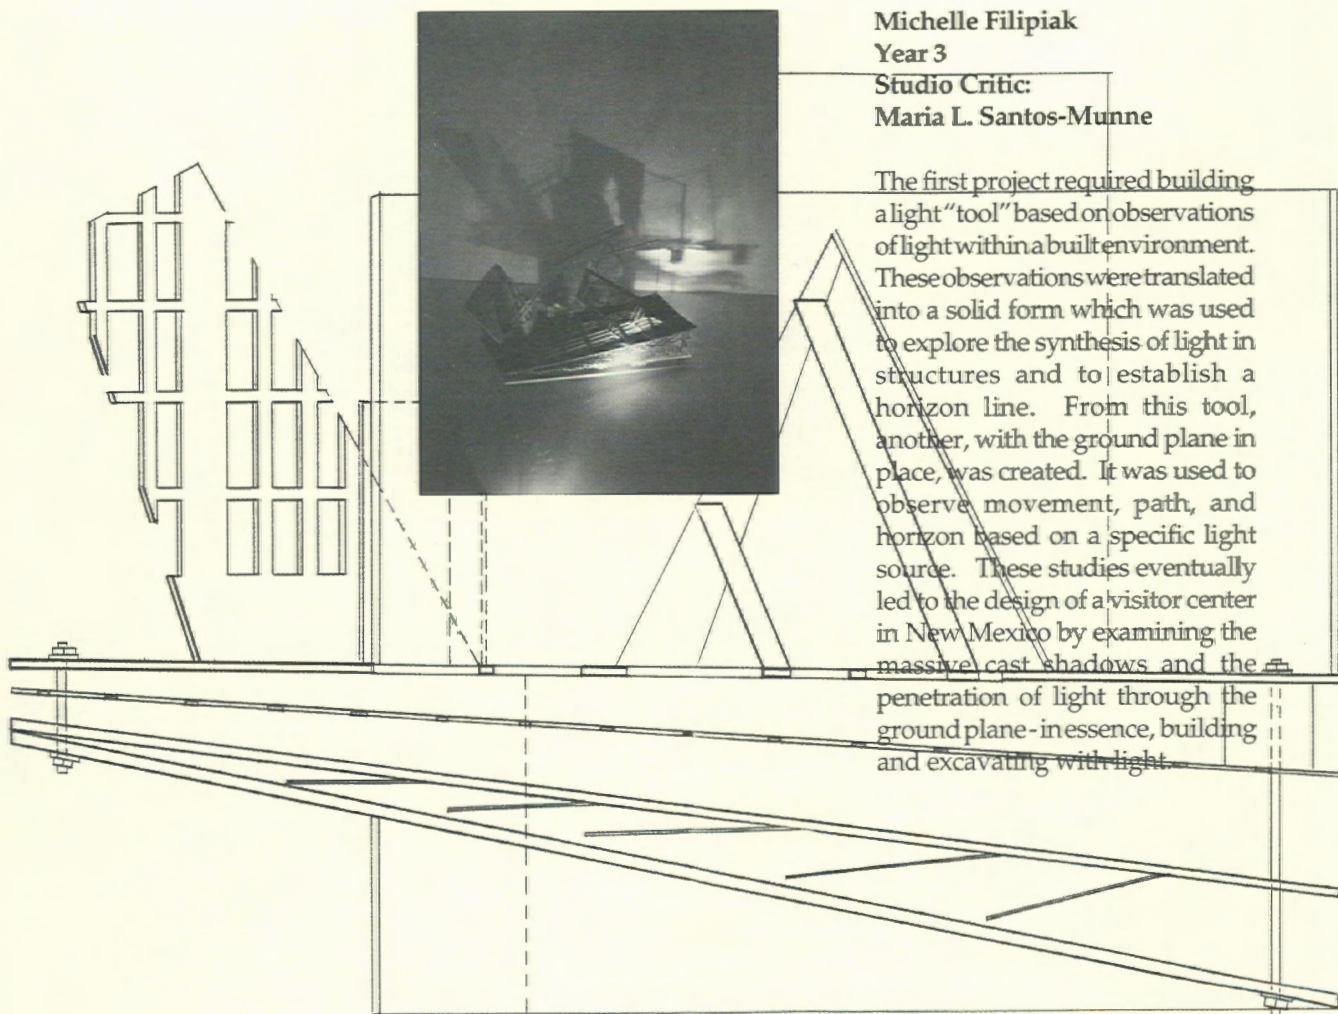 Michelle Filipiak
Year 3
Studio Critic:
Maria L. Santos-Munne
The first project required building
a light "tool" based on observations
of light within a built environment.
These observations were translated
into a solid form which was used
to explore the synthesis of light in
structures and to establish a
horizon line. From this tool,
another, with the ground plane in
place, was created. It was used to
observe movement, path, and
horizon based on a specific light
source. These studies eventually
led to the design of a visitor center
in New Mexico by examining the
massive cast shadows and the
penetration of light through the
ground plane - in essence, building
and excavating with light.